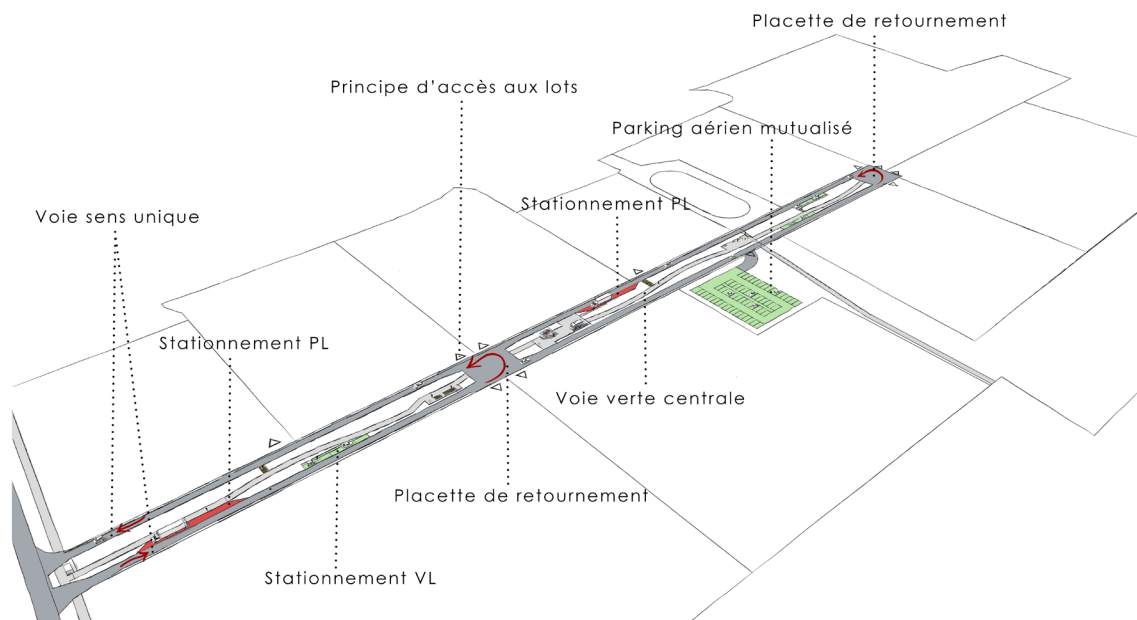 Placette de retournement
Principe d'accès aux lots
Parking aérien mutualisé
Stationnement PL
Voie sens unique
Stationnement PL
Voie verte centrale
Placette de retournement
Stationnement VL